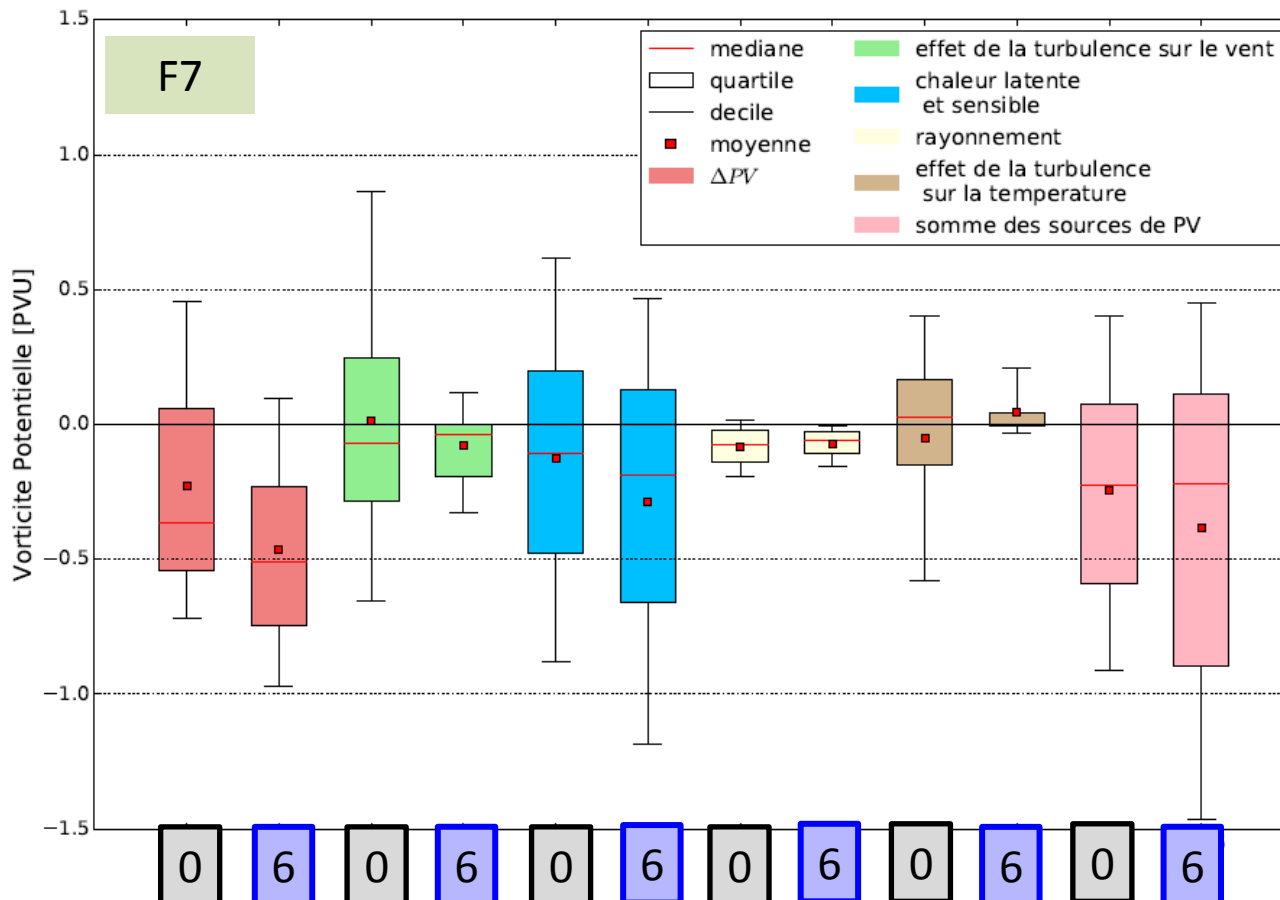 F7
mediane
quartile
decile
moyenne
ΔPV
effet de la turbulence sur le vent
chaleur latente
et sensible
rayonnement
effet de la turbulence
sur la temperature
somme des sources de PV
Vorticite Potentielle [PVU]
1.5
1.0
0.5
0.0
−0.5
−1.0
−1.5
0 6 0 6 0 6 0 6 0 6 0 6